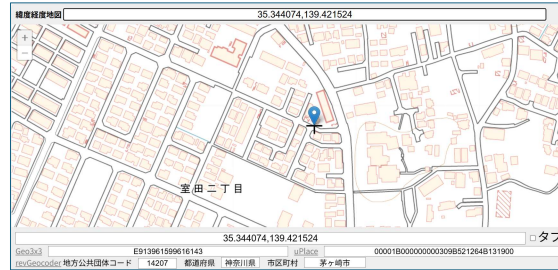 緯度経度地図 35.344074,139.421524
+
−
室田二丁目
35.344074,139.421524 タブ
Geo3x3 E913961599616143 uPlace 00001B000000000309B521264B131900
revGeocoder 地方公共団体コード 14207 都道府県 神奈川県 市区町村 茅ヶ崎市